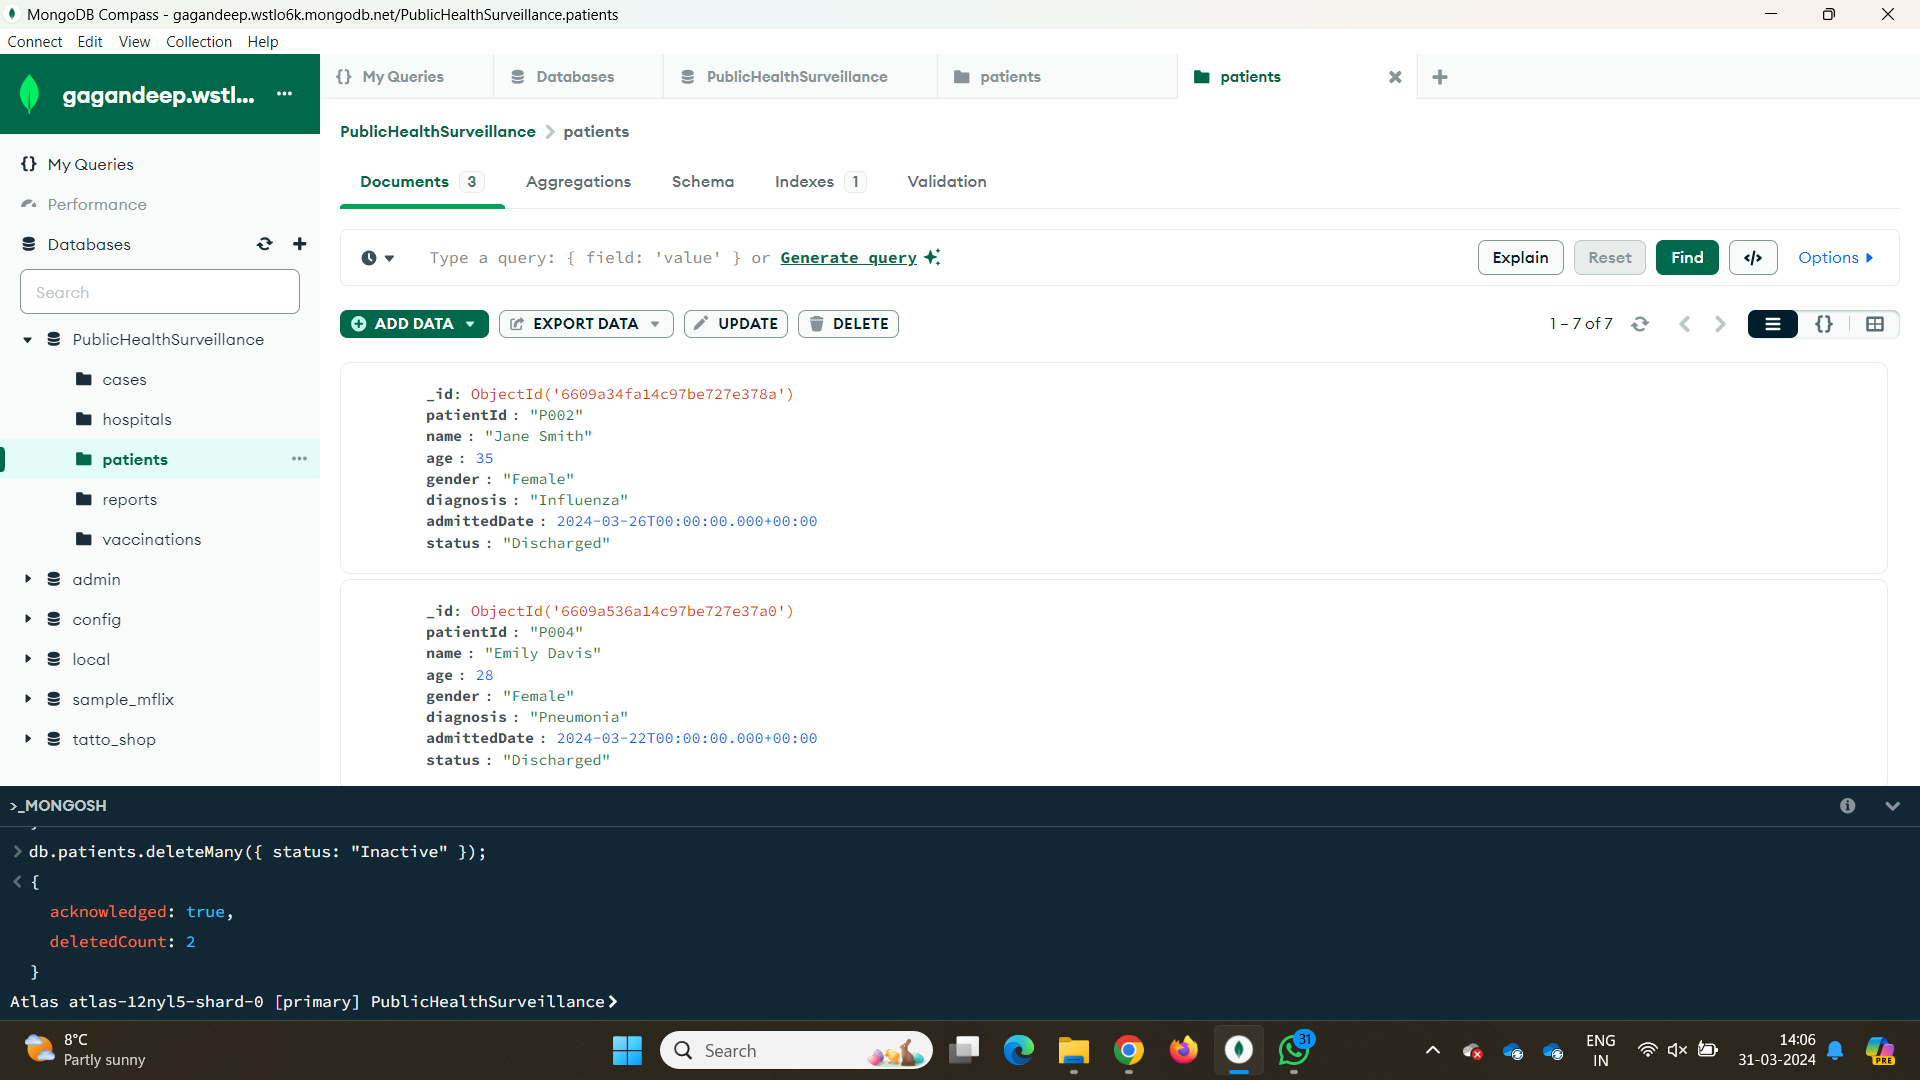 MongoDB Compass - gagandeep.wstlo6k.mongodb.net/PublicHealthSurveillance.patients
Connect Edit View Collection Help
gagandeep.wstl... ···
{} My Queries
Databases
PublicHealthSurveillance
patients
patients
My Queries
Performance
Databases
Search
PublicHealthSurveillance
cases
hospitals
patients ···
reports
vaccinations
admin
config
local
sample_mflix
tatto_shop
PublicHealthSurveillance > patients
Documents 3 Aggregations Schema Indexes 1 Validation
Type a query: { field: 'value' } or Generate query
Explain Reset Find </> Options
ADD DATA EXPORT DATA UPDATE DELETE
1 – 7 of 7 {}
_id: ObjectId('6609a34fa14c97be727e378a')
patientId : "P002"
name : "Jane Smith"
age : 35
gender : "Female"
diagnosis : "Influenza"
admittedDate : 2024-03-26T00:00:00.000+00:00
status : "Discharged"
_id: ObjectId('6609a536a14c97be727e37a0')
patientId : "P004"
name : "Emily Davis"
age : 28
gender : "Female"
diagnosis : "Pneumonia"
admittedDate : 2024-03-22T00:00:00.000+00:00
status : "Discharged"
>_MONGOSH
> db.patients.deleteMany({ status: "Inactive" });
< {
acknowledged: true,
deletedCount: 2
}
Atlas atlas-12nyl5-shard-0 [primary] PublicHealthSurveillance>
8°C
Partly sunny
Search
31
ENG
IN
14:06
31-03-2024
PRE